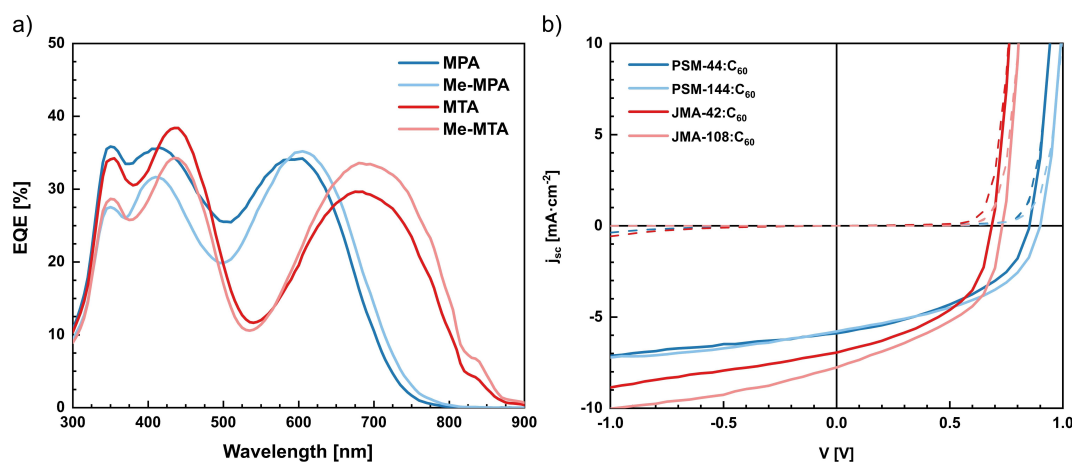 a)
50
40
30
20
10
0
EQE [%]
300
400
500
600
700
800
900
Wavelength [nm]
MPA
Me-MPA
MTA
Me-MTA
b)
10
5
0
-5
-10
j_sc [mA·cm⁻²]
-1.0
-0.5
0.0
0.5
1.0
V [V]
PSM-44:C₆₀
PSM-144:C₆₀
JMA-42:C₆₀
JMA-108:C₆₀